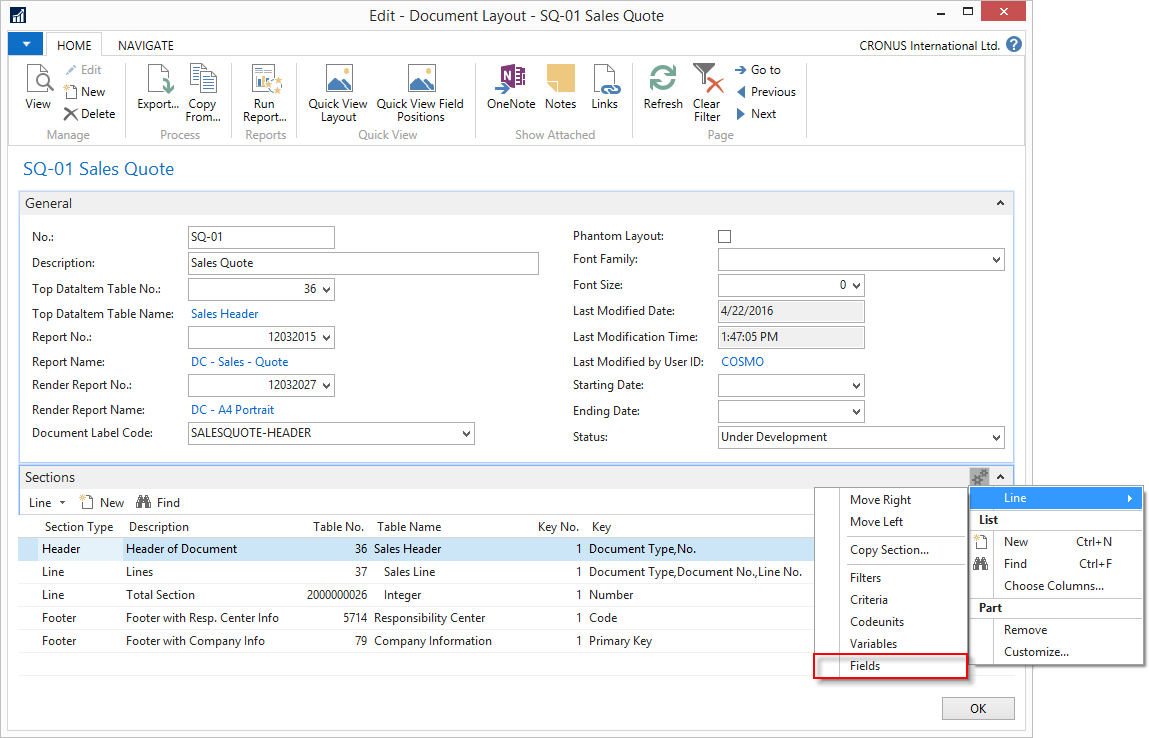 Edit - Document Layout - SQ-01 Sales Quote
HOME NAVIGATE CRONUS International Ltd. ?
View Edit New Delete Export... Copy From... Run Report... Quick View Layout Quick View Field Positions OneNote Notes Links Refresh Clear Filter Go to Previous Next
Manage Process Reports Quick View Show Attached Page
SQ-01 Sales Quote
General
No.: SQ-01 Phantom Layout:
Description: Sales Quote Font Family:
Top DataItem Table No.: 36 Font Size: 0
Top DataItem Table Name: Sales Header Last Modified Date: 4/22/2016
Report No.: 12032015 Last Modification Time: 1:47:05 PM
Report Name: DC - Sales - Quote Last Modified by User ID: COSMO
Render Report No.: 12032027 Starting Date:
Render Report Name: DC - A4 Portrait Ending Date:
Document Label Code: SALESQUOTE-HEADER Status: Under Development
Sections
Line New Find
Section Type Description Table No. Table Name Key No. Key
Header Header of Document 36 Sales Header 1 Document Type,No.
Line Lines 37 Sales Line 1 Document Type,Document No.,Line No.
Line Total Section 2000000026 Integer 1 Number
Footer Footer with Resp. Center Info 5714 Responsibility Center 1 Code
Footer Footer with Company Info 79 Company Information 1 Primary Key
Move Right
Move Left
Copy Section...
Filters
Criteria
Codeunits
Variables
Fields
Line
List
New Ctrl+N
Find Ctrl+F
Choose Columns...
Part
Remove
Customize...
OK